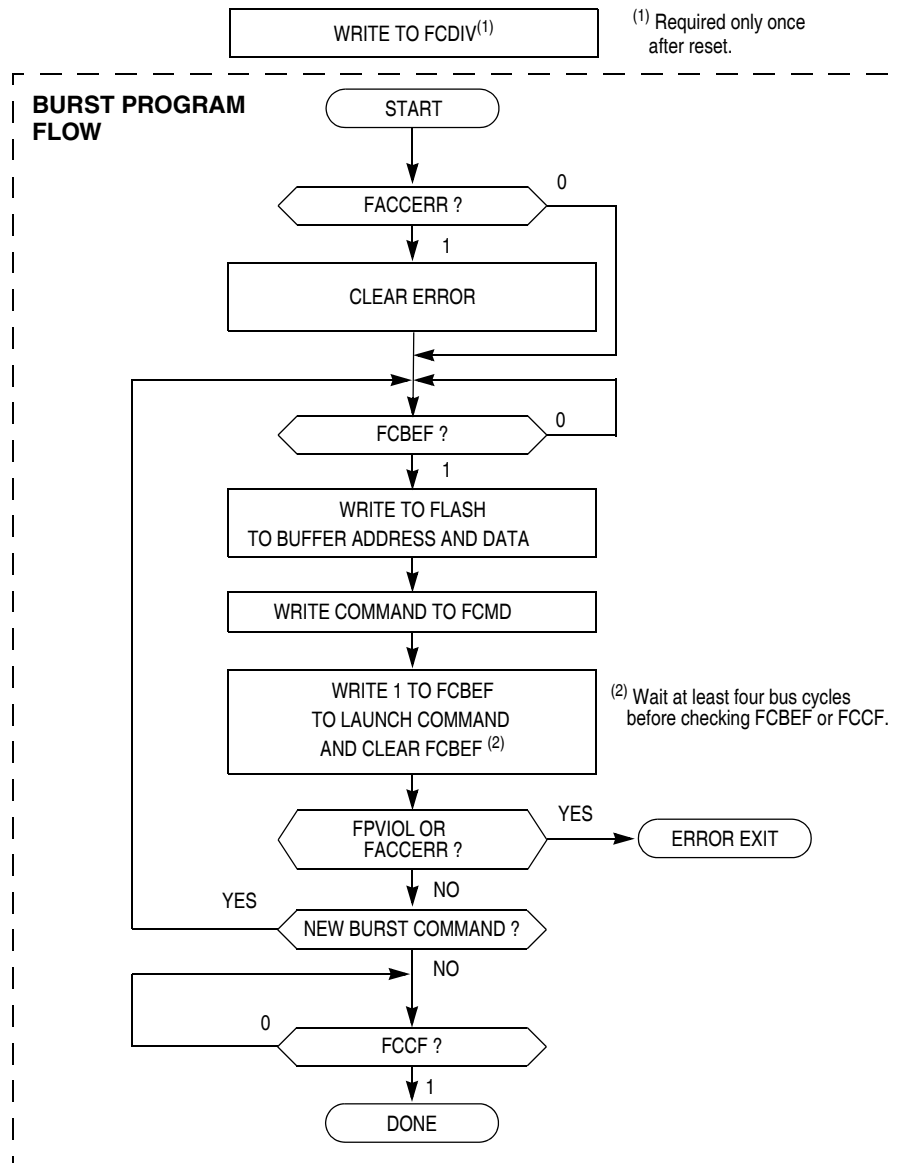 WRITE TO FCDIV(1)
(1) Required only once
after reset.
BURST PROGRAM
FLOW
START
FACCERR ?
0
1
CLEAR ERROR
FCBEF ?
0
1
WRITE TO FLASH
TO BUFFER ADDRESS AND DATA
WRITE COMMAND TO FCMD
WRITE 1 TO FCBEF
TO LAUNCH COMMAND
AND CLEAR FCBEF (2)
(2) Wait at least four bus cycles
before checking FCBEF or FCCF.
FPVIOL OR
FACCERR ?
YES
ERROR EXIT
NO
YES
NEW BURST COMMAND ?
NO
0
FCCF ?
1
DONE